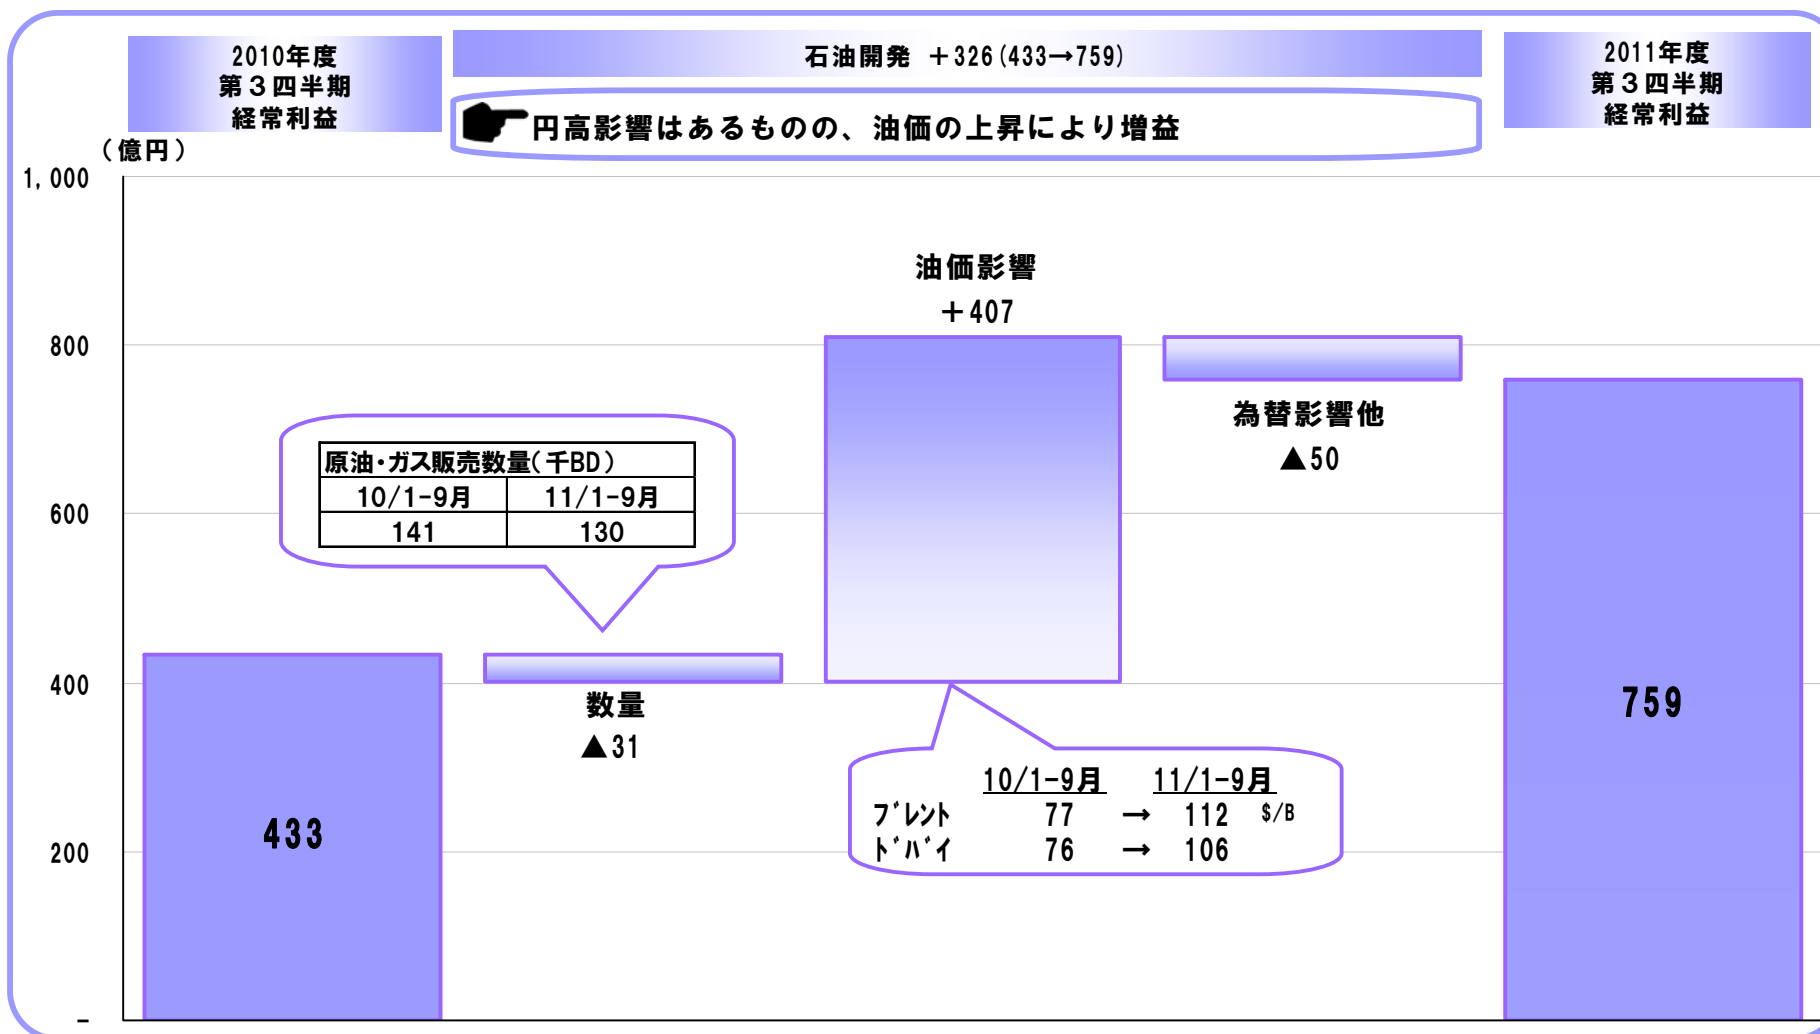 2010年度
第３四半期
経常利益
石油開発 ＋326(433→759)
2011年度
第３四半期
経常利益
円高影響はあるものの、油価の上昇により増益
（億円）
1,000
800
600
400
200
-
油価影響
＋407
為替影響他
▲50
原油・ガス販売数量(千BD)
10/1-9月 11/1-9月
141 130
数量
▲31
433
759
10/1-9月 11/1-9月
ﾌﾞﾚﾝﾄ 77 → 112 $/B
ﾄﾞﾊﾞｲ 76 → 106